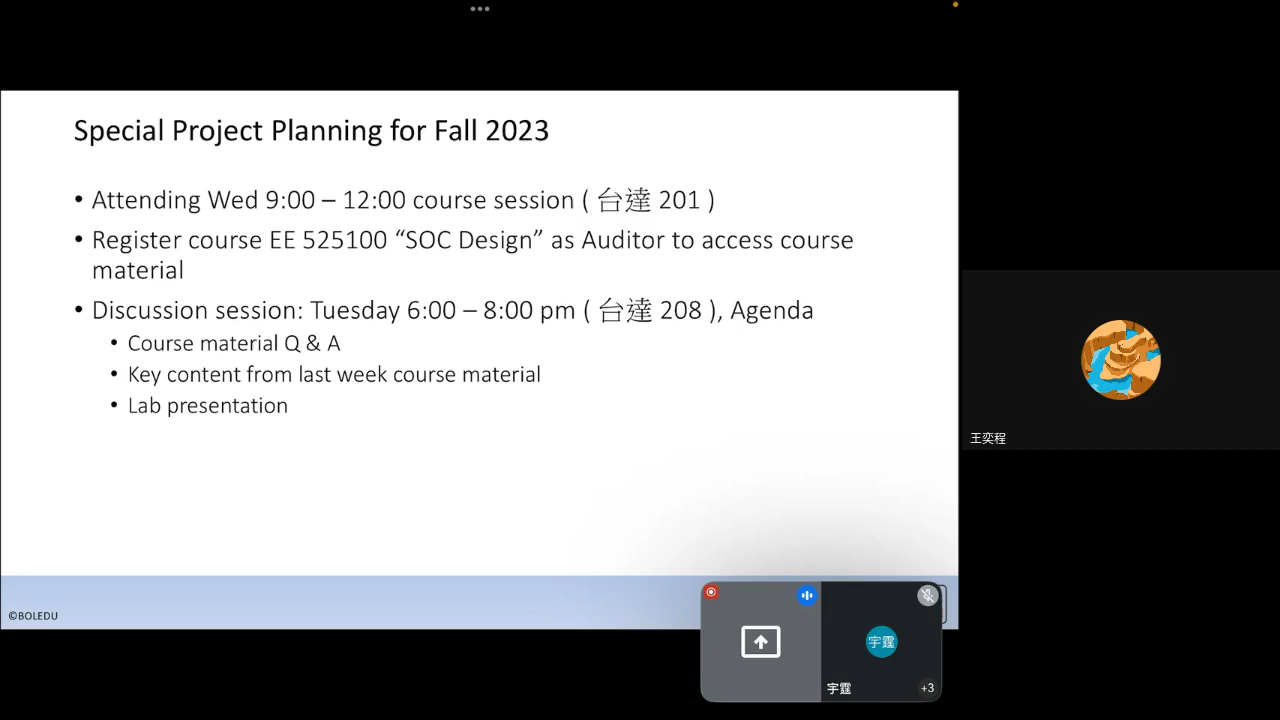 Special Project Planning for Fall 2023
• Attending Wed 9:00 – 12:00 course session ( 台達 201 )
• Register course EE 525100 “SOC Design” as Auditor to access course
material
• Discussion session: Tuesday 6:00 – 8:00 pm ( 台達 208 ), Agenda
• Course material Q & A
• Key content from last week course material
• Lab presentation
王奕程
©BOLEDU
宇霆
宇霆
+3